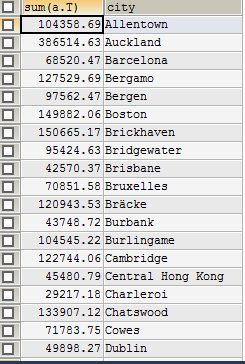 sum(a.T) city
104358.69 Allentown
386514.63 Auckland
68520.47 Barcelona
127529.69 Bergamo
97562.47 Bergen
149882.06 Boston
150665.17 Brickhaven
95424.63 Bridgewater
42570.37 Brisbane
70851.58 Bruxelles
120943.53 Bräcke
43748.72 Burbank
104545.22 Burlingame
122744.06 Cambridge
45480.79 Central Hong Kong
29217.18 Charleroi
133907.12 Chatswood
71783.75 Cowes
49898.27 Dublin